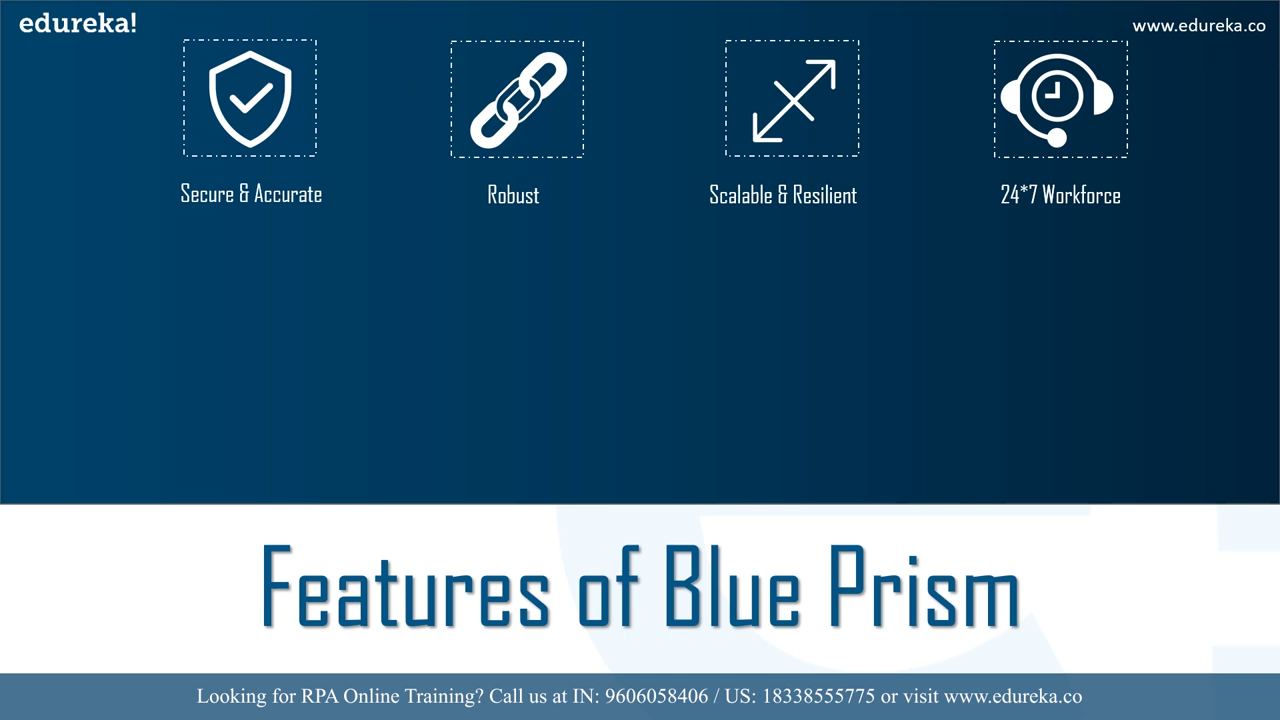 edureka!
www.edureka.co
Secure & Accurate
Robust
Scalable & Resilient
24*7 Workforce
Features of Blue Prism
Looking for RPA Online Training? Call us at IN: 9606058406 / US: 18338555775 or visit www.edureka.co